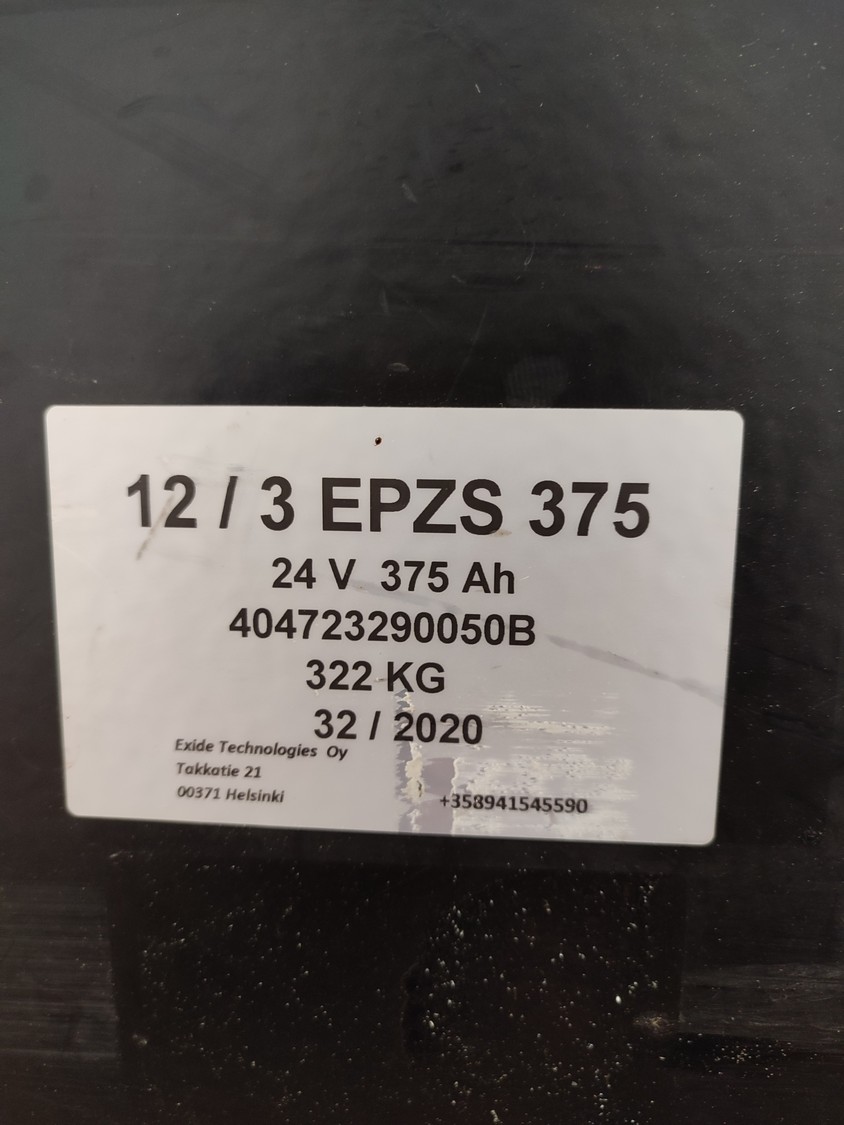 12 / 3 EPZS 375
24 V 375 Ah
404723290050B
322 KG
32 / 2020
Exide Technologies Oy
Takkatie 21
00371 Helsinki
+358941545590